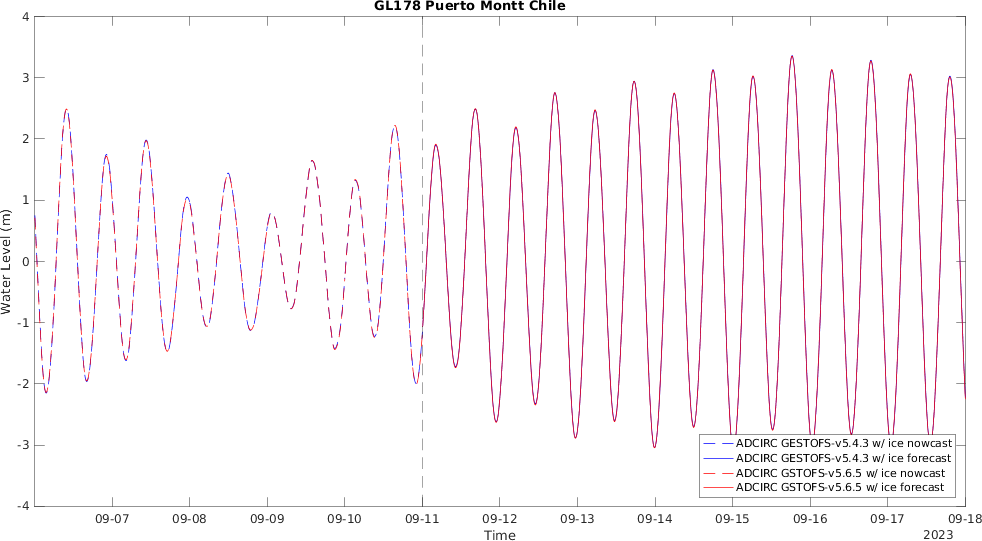 GL178 Puerto Montt Chile
4
3
2
1
0
-1
-2
-3
-4
Water Level (m)
ADCIRC GESTOFS-v5.4.3 w/ ice nowcast
ADCIRC GESTOFS-v5.4.3 w/ ice forecast
ADCIRC GSTOFS-v5.6.5 w/ ice nowcast
ADCIRC GSTOFS-v5.6.5 w/ ice forecast
09-07 09-08 09-09 09-10 09-11 09-12 09-13 09-14 09-15 09-16 09-17 09-18
Time
2023